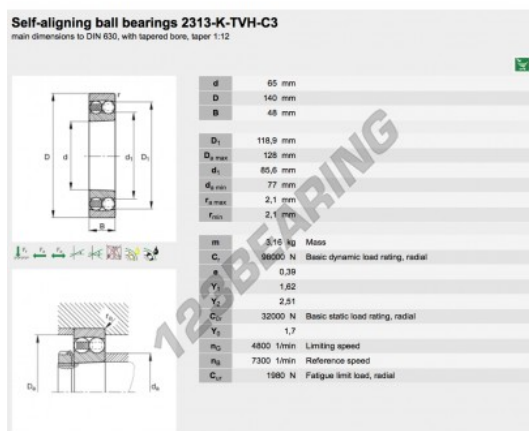 Self-aligning ball bearings 2313-K-TVH-C3
main dimensions to DIN 630, with tapered bore, taper 1:12
d 65 mm
D 140 mm
B 48 mm
D1 118,9 mm
Da max 128 mm
d1 85,6 mm
da min 77 mm
ra max 2,1 mm
rmin 2,1 mm
m 3,16 kg Mass
Cr 98000 N Basic dynamic load rating, radial
e 0,39
Y1 1,62
Y2 2,51
C0r 32000 N Basic static load rating, radial
Y0 1,7
nG 4800 1/min Limiting speed
nB 7300 1/min Reference speed
Cur 1980 N Fatigue limit load, radial
r
D d d1 D1
B
ra
Da da
123BEARING